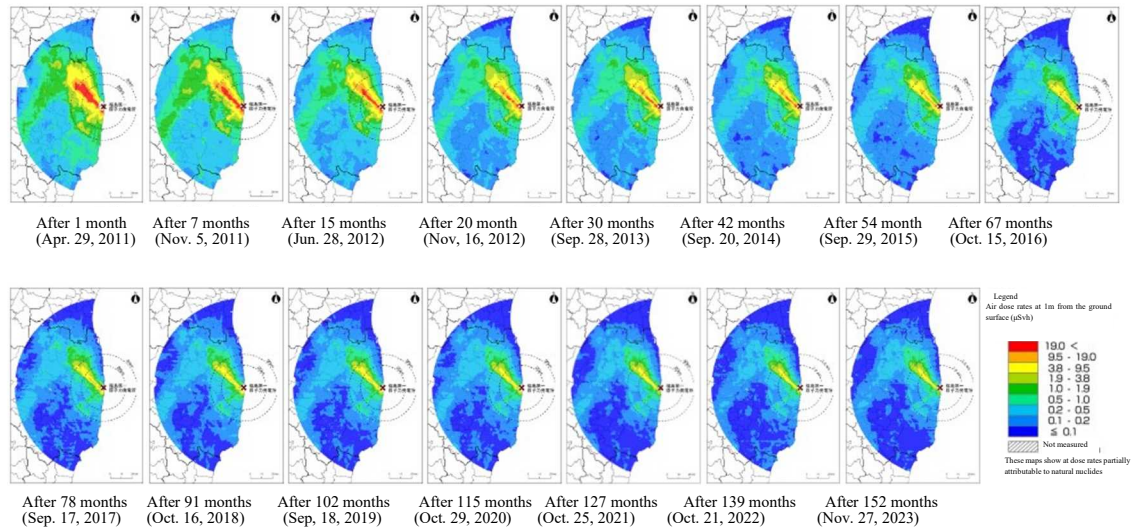 After 1 month
(Apr. 29, 2011)
After 7 months
(Nov. 5, 2011)
After 15 months
(Jun. 28, 2012)
After 20 month
(Nov, 16, 2012)
After 30 months
(Sep. 28, 2013)
After 42 months
(Sep. 20, 2014)
After 54 month
(Sep. 29, 2015)
After 67 months
(Oct. 15, 2016)
Legend
Air dose rates at 1m from the ground
surface (μSvh)
19.0 <
9.5 - 19.0
3.8 - 9.5
1.9 - 3.8
1.0 - 1.9
0.5 - 1.0
0.2 - 0.5
0.1 - 0.2
≦ 0.1
Not measured
These maps show at dose rates partially
attributable to natural nuclides
After 78 months
(Sep. 17, 2017)
After 91 months
(Oct. 16, 2018)
After 102 months
(Sep, 18, 2019)
After 115 months
(Oct. 29, 2020)
After 127 months
(Oct. 25, 2021)
After 139 months
(Oct. 21, 2022)
After 152 months
(Nov. 27, 2023)